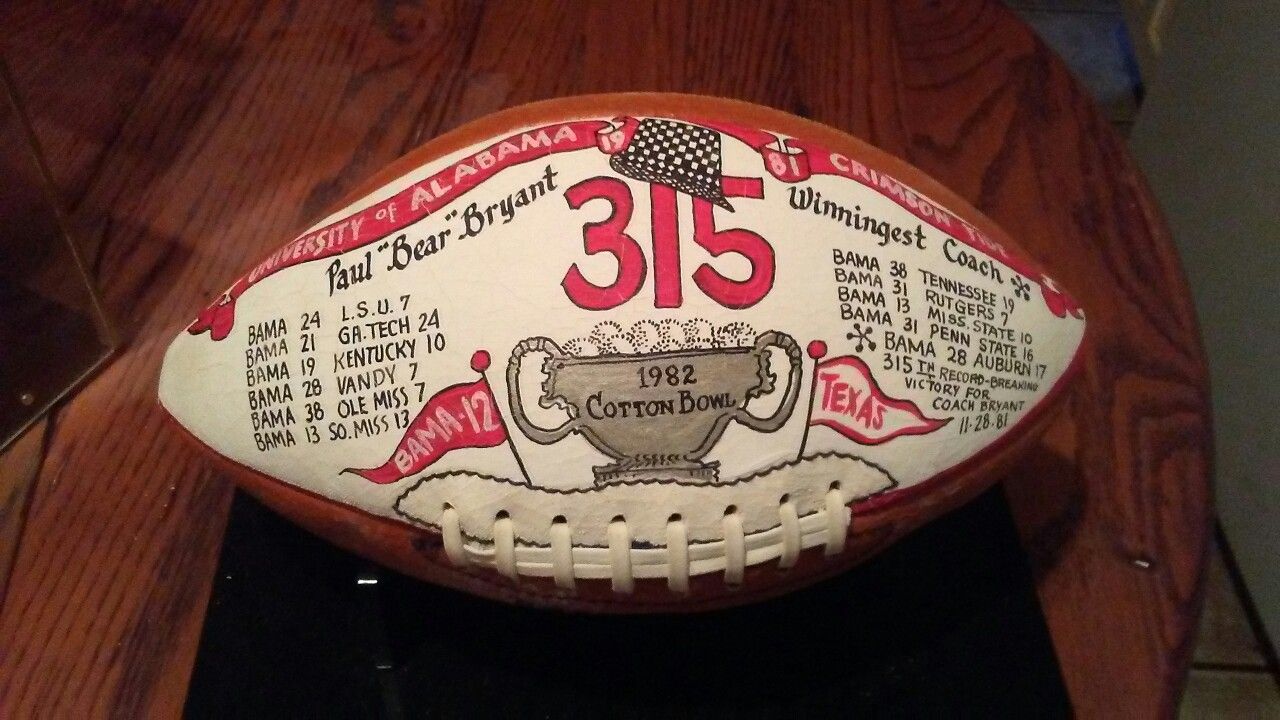 UNIVERSITY OF ALABAMA 19 81 CRIMSON TIDE
Paul "Bear" Bryant
315
Winningest Coach
BAMA 24 L.S.U. 7
BAMA 21 GA. TECH 24
BAMA 19 KENTUCKY 10
BAMA 28 VANDY 7
BAMA 38 OLE MISS 7
BAMA 13 SO. MISS 13
BAMA 38 TENNESSEE 19
BAMA 31 RUTGERS 7
BAMA 13 MISS. STATE 10
BAMA 31 PENN STATE 16
BAMA 28 AUBURN 17
315TH RECORD-BREAKING
VICTORY FOR
COACH BRYANT
11-28-81
1982
COTTON BOWL
BAMA-12
TEXAS